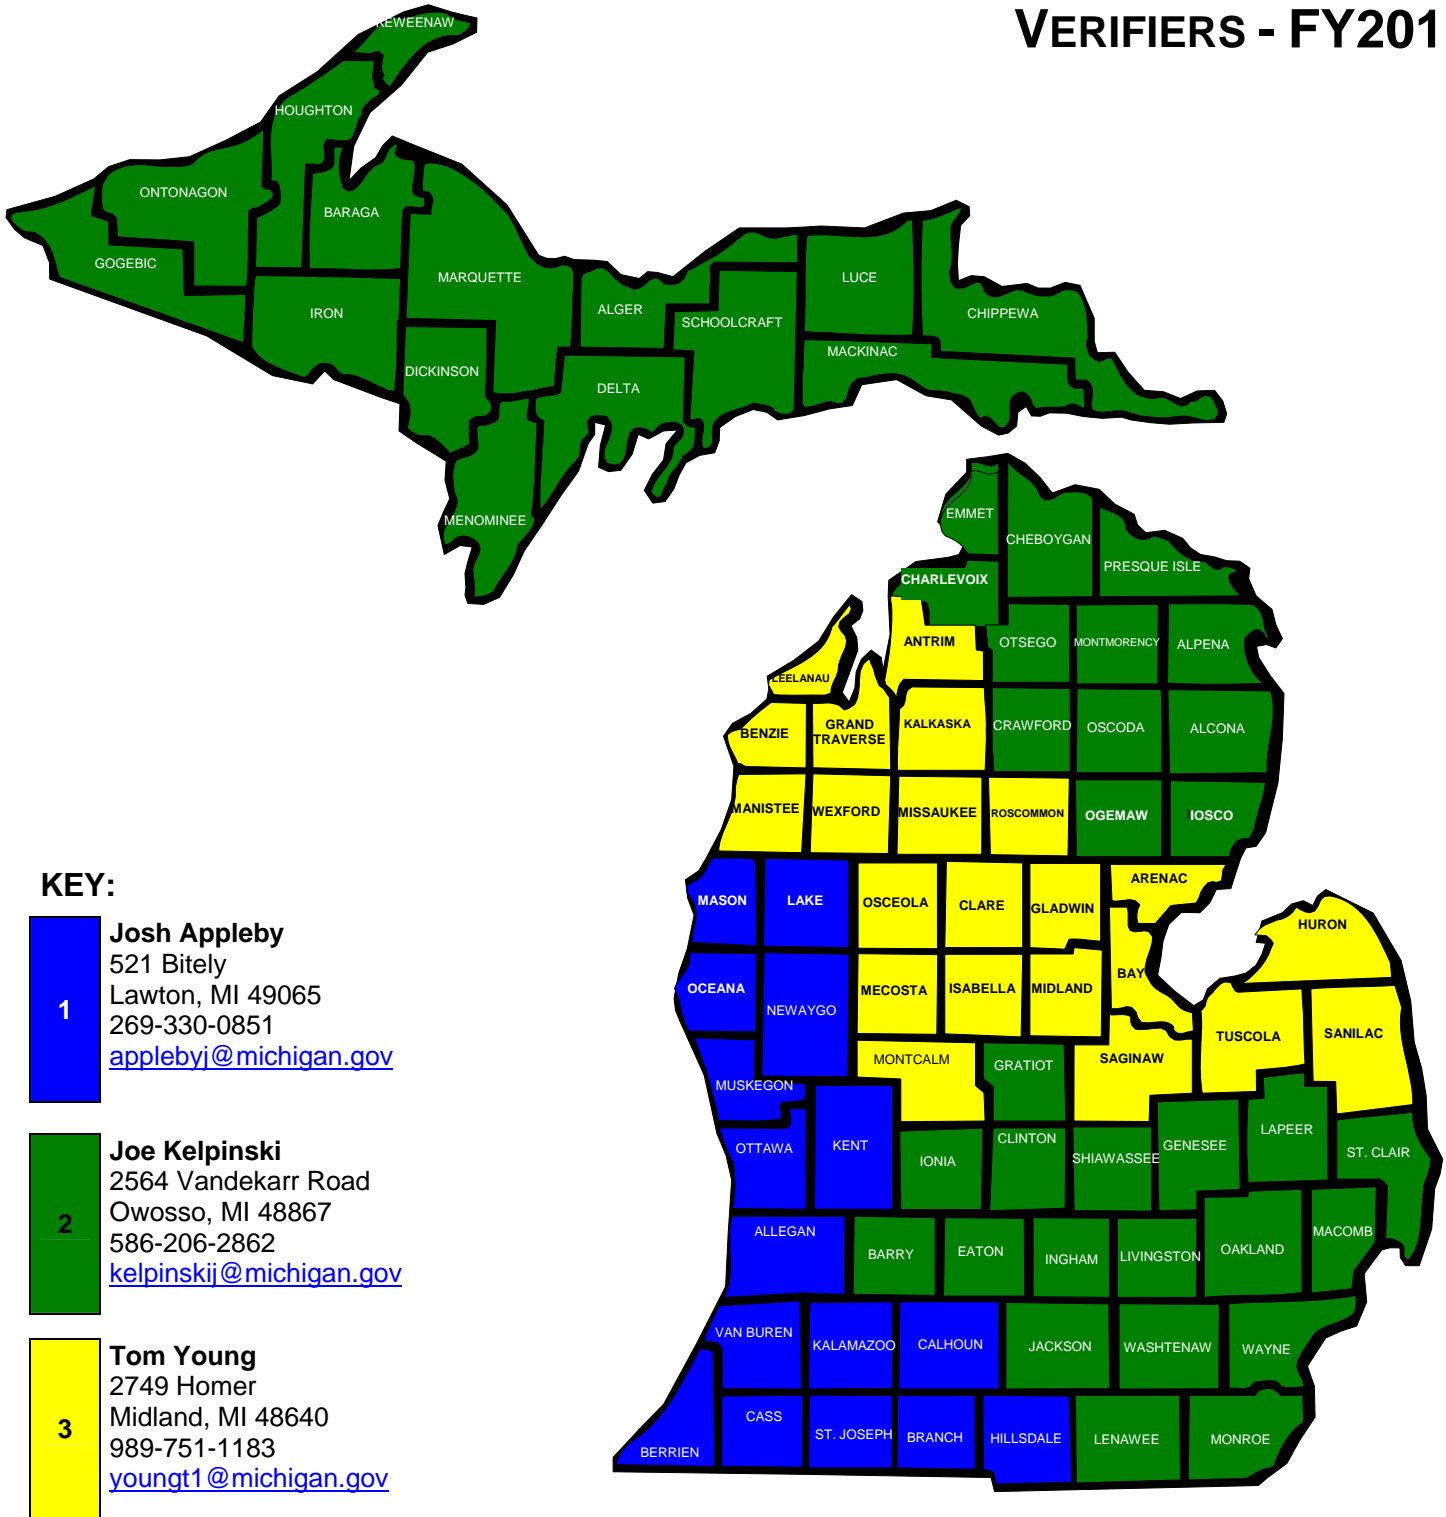 VERIFIERS - FY201
KEWEENAW
HOUGHTON
ONTONAGON
BARAGA
GOGEBIC
MARQUETTE
LUCE
IRON
ALGER
SCHOOLCRAFT
CHIPPEWA
MACKINAC
DICKINSON
DELTA
MENOMINEE
EMMET
CHEBOYGAN
PRESQUE ISLE
CHARLEVOIX
ANTRIM
OTSEGO
MONTMORENCY
ALPENA
LEELANAU
BENZIE
GRAND
TRAVERSE
KALKASKA
CRAWFORD
OSCODA
ALCONA
MANISTEE
WEXFORD
MISSAUKEE
ROSCOMMON
OGEMAW
IOSCO
MASON
LAKE
OSCEOLA
CLARE
GLADWIN
ARENAC
HURON
OCEANA
NEWAYGO
MECOSTA
ISABELLA
MIDLAND
BAY
TUSCOLA
SANILAC
MUSKEGON
MONTCALM
GRATIOT
SAGINAW
OTTAWA
KENT
IONIA
CLINTON
SHIAWASSEE
GENESEE
LAPEER
ST. CLAIR
ALLEGAN
BARRY
EATON
INGHAM
LIVINGSTON
OAKLAND
MACOMB
VAN BUREN
KALAMAZOO
CALHOUN
JACKSON
WASHTENAW
WAYNE
BERRIEN
CASS
ST. JOSEPH
BRANCH
HILLSDALE
LENAWEE
MONROE
KEY:
1
Josh Appleby
521 Bitely
Lawton, MI 49065
269-330-0851
applebyj@michigan.gov
2
Joe Kelpinski
2564 Vandekarr Road
Owosso, MI 48867
586-206-2862
kelpinskij@michigan.gov
3
Tom Young
2749 Homer
Midland, MI 48640
989-751-1183
youngt1@michigan.gov